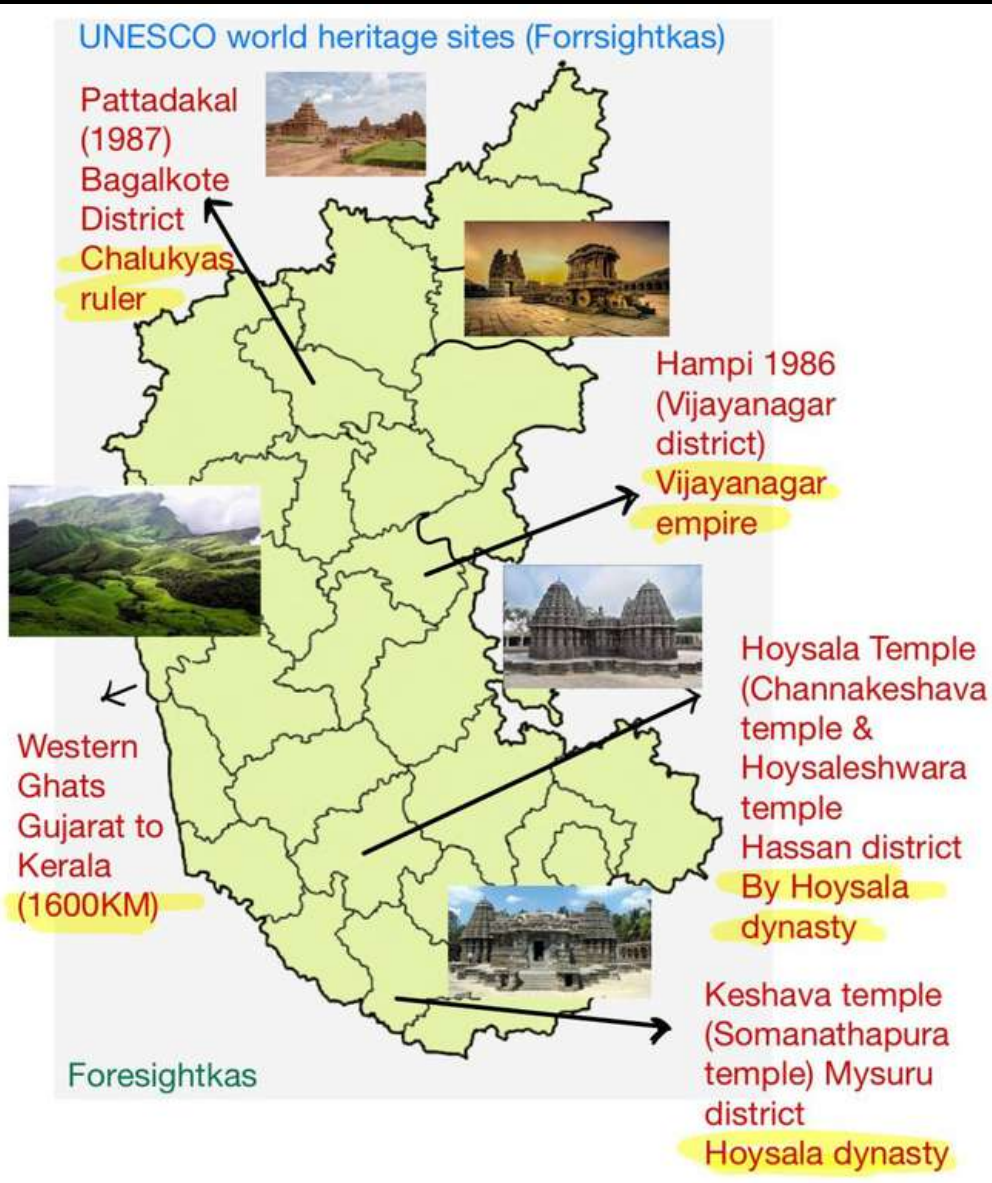 UNESCO world heritage sites (Forrsightkas)
Pattadakal
(1987)
Bagalkote
District
Chalukyas
ruler
Hampi 1986
(Vijayanagar
district)
Vijayanagar
empire
Hoysala Temple
(Channakeshava
temple &
Hoysaleshwara
temple
Hassan district
By Hoysala
dynasty
Western
Ghats
Gujarat to
Kerala
(1600KM)
Keshava temple
(Somanathapura
temple) Mysuru
district
Hoysala dynasty
Foresightkas